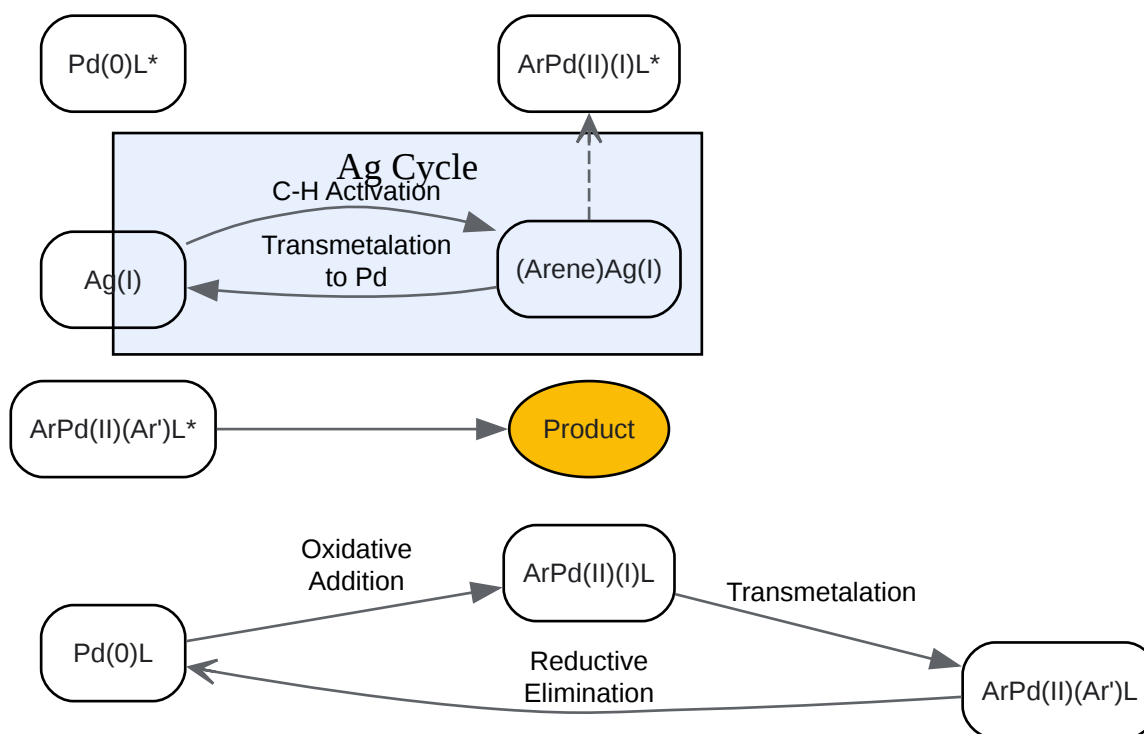 Pd(0)L*
ArPd(II)(I)L*
Ag Cycle
C-H Activation
Transmetalation
to Pd
Ag(I)
(Arene)Ag(I)
ArPd(II)(Ar')L*
Product
Oxidative
Addition
ArPd(II)(I)L
Transmetalation
Pd(0)L
Reductive
Elimination
ArPd(II)(Ar')L